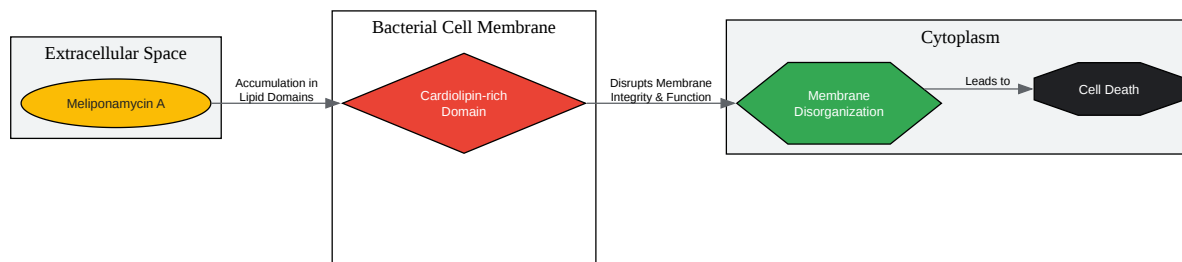 Extracellular Space
Meliponamycin A
Accumulation in
Lipid Domains
Bacterial Cell Membrane
Cardiolipin-rich
Domain
Disrupts Membrane
Integrity & Function
Cytoplasm
Membrane
Disorganization
Leads to
Cell Death